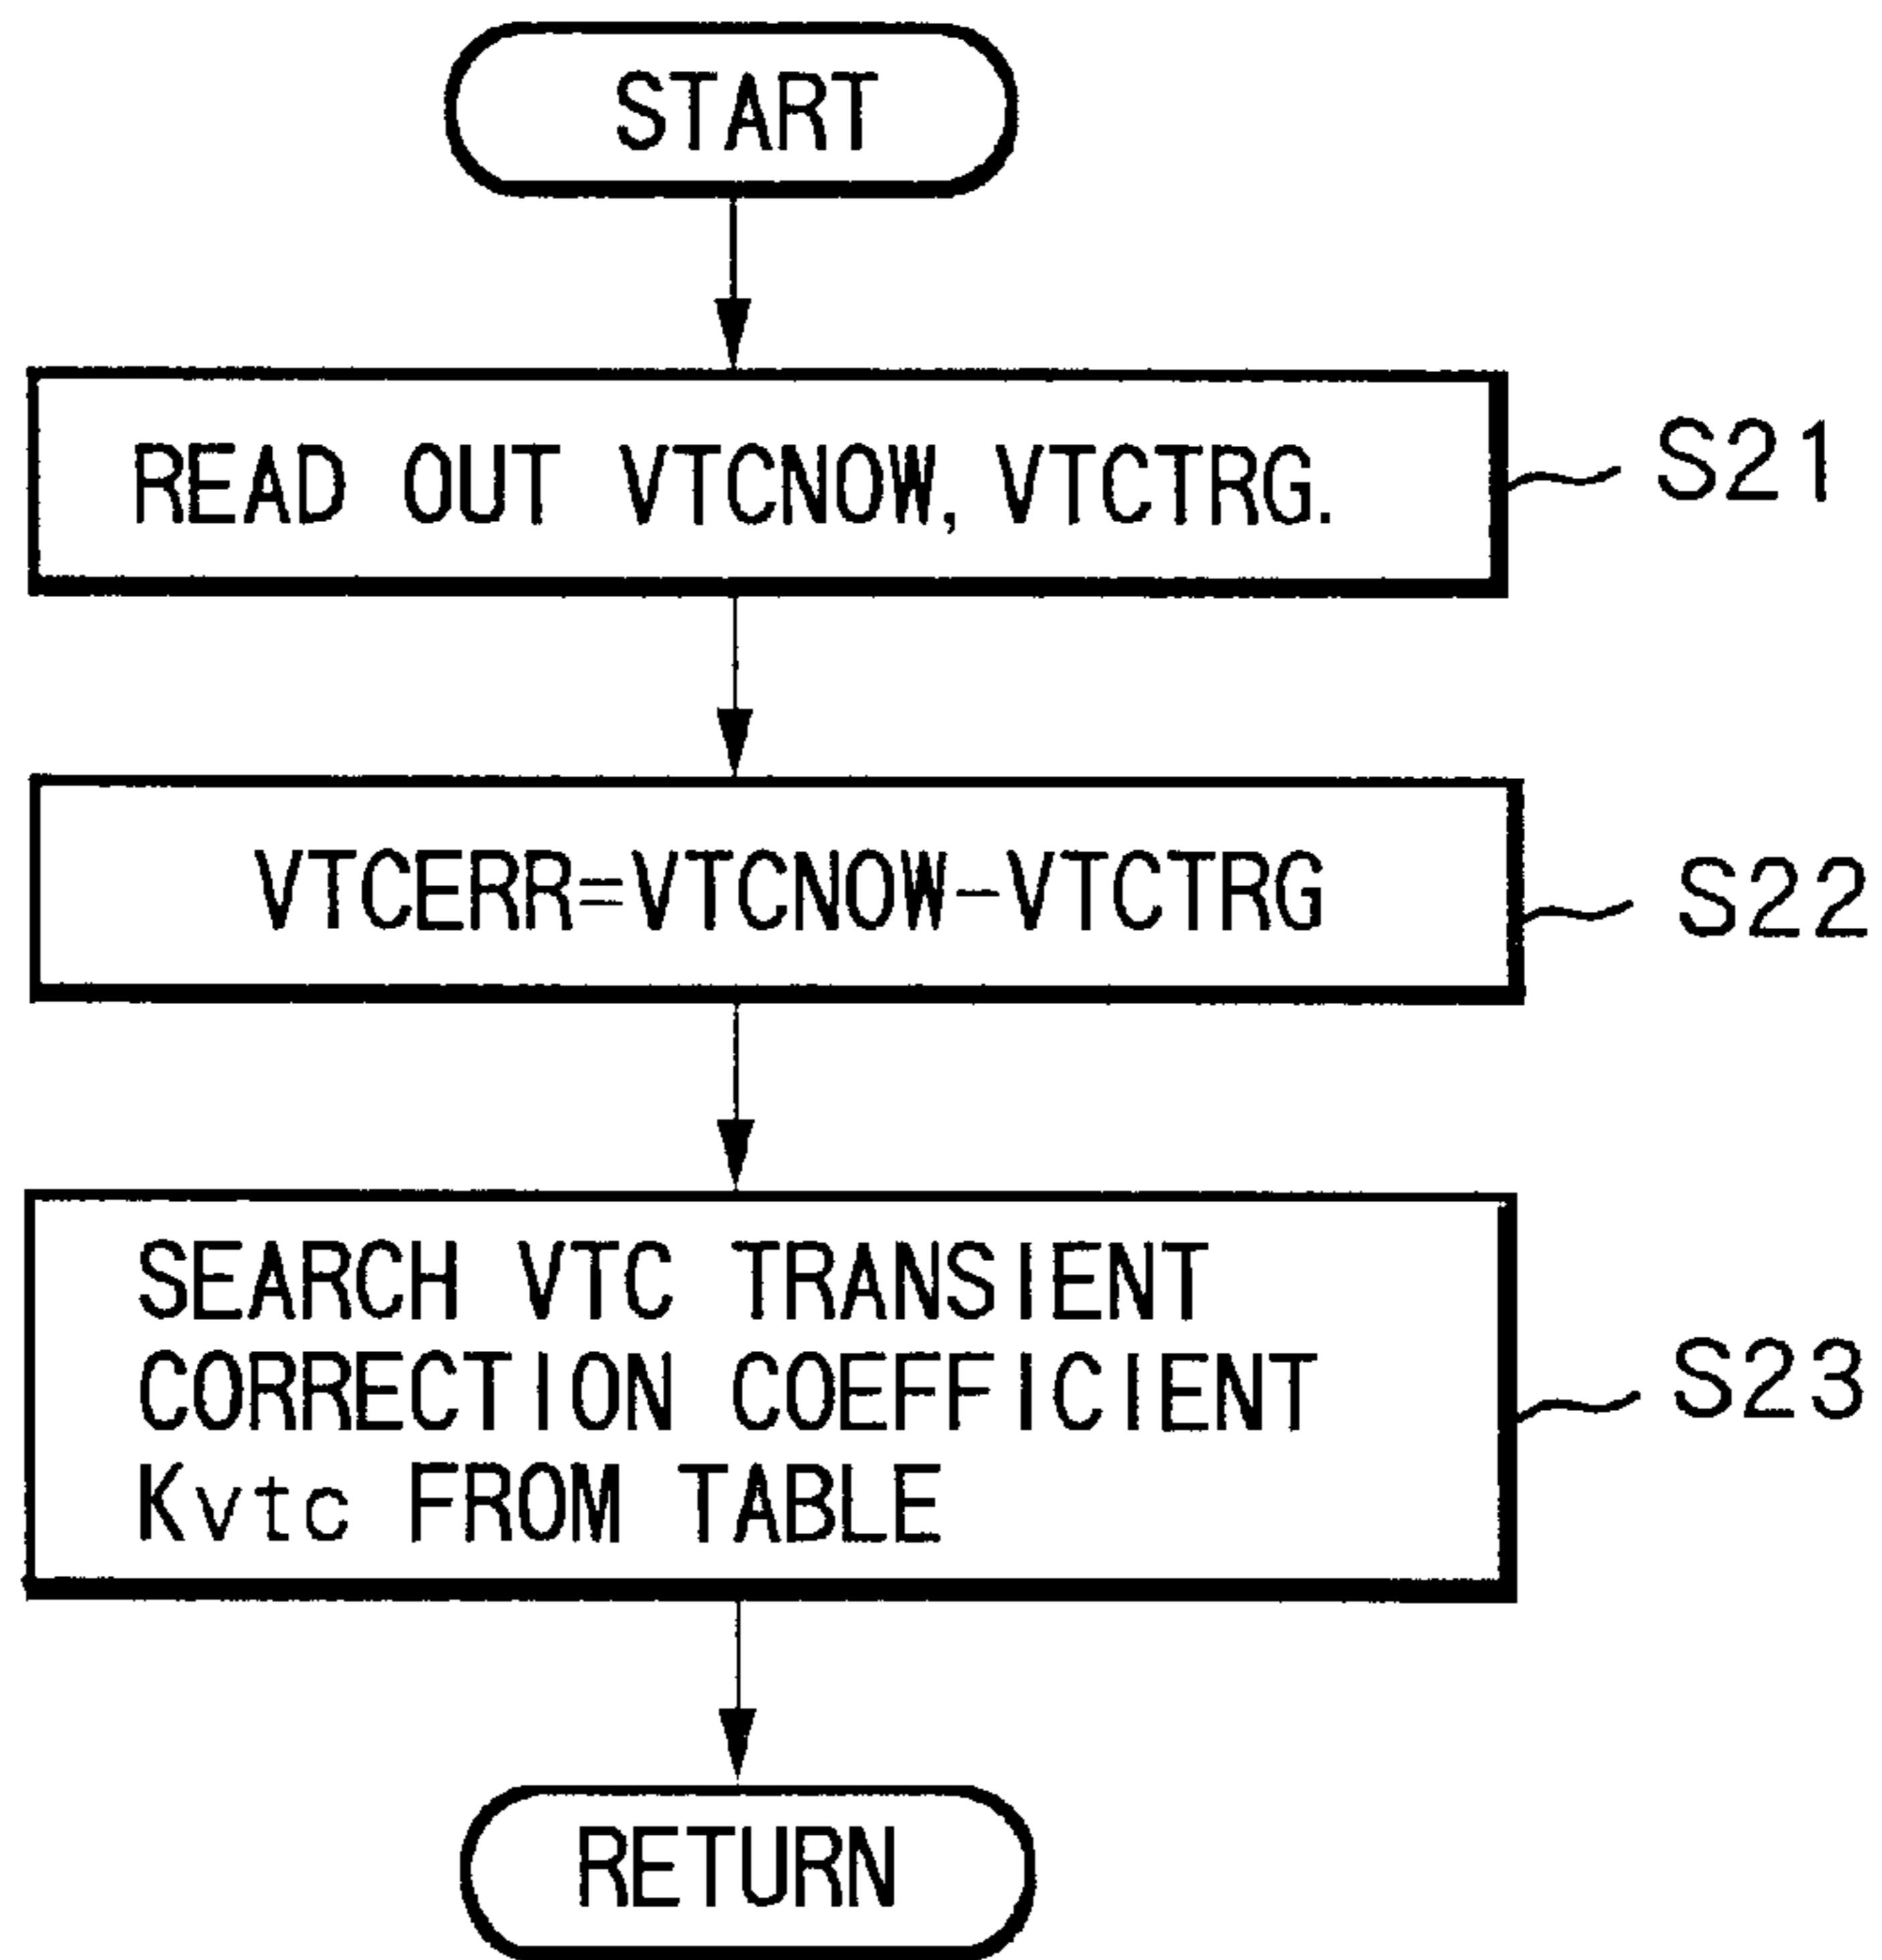 START
READ OUT VTCNOW, VTCTRG.
S21
VTCERR=VTCNOW-VTCTRG
S22
SEARCH VTC TRANSIENT
CORRECTION COEFFICIENT
Kvtc FROM TABLE
S23
RETURN